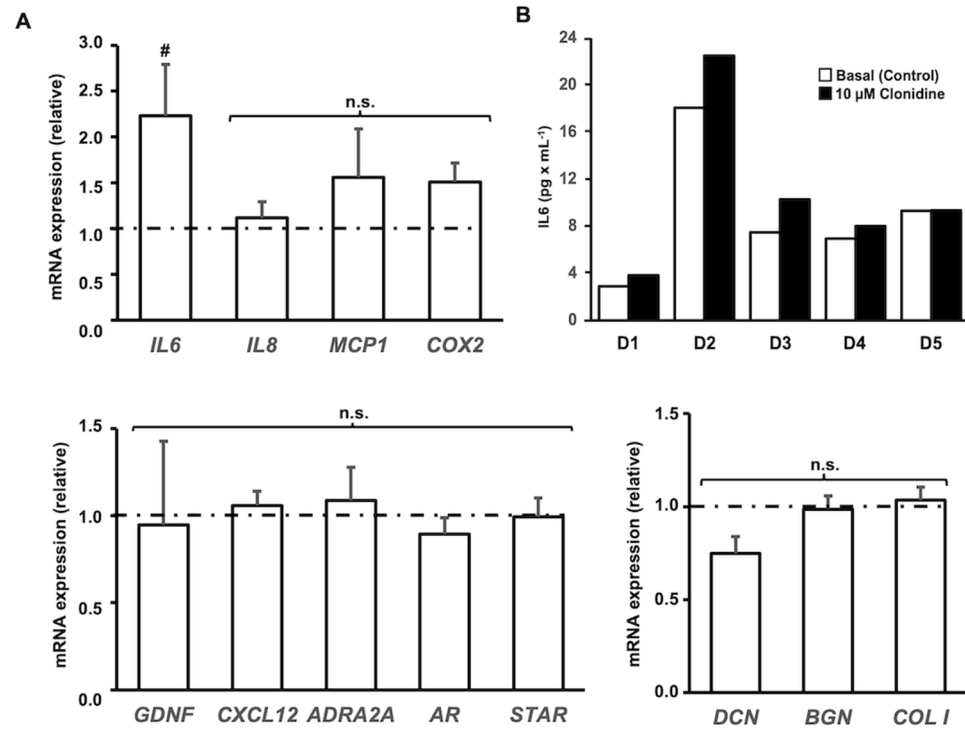 A
mRNA expression (relative)
3.0
2.5
2.0
1.5
1.0
0.5
0.0
#
n.s.
IL6 IL8 MCP1 COX2
B
IL6 (pg x mL-1)
24
20
16
12
8
4
0
Basal (Control)
10 µM Clonidine
D1 D2 D3 D4 D5
mRNA expression (relative)
1.5
1.0
0.5
0.0
n.s.
GDNF CXCL12 ADRA2A AR STAR
mRNA expression (relative)
1.5
1.0
0.5
0.0
n.s.
DCN BGN COL I